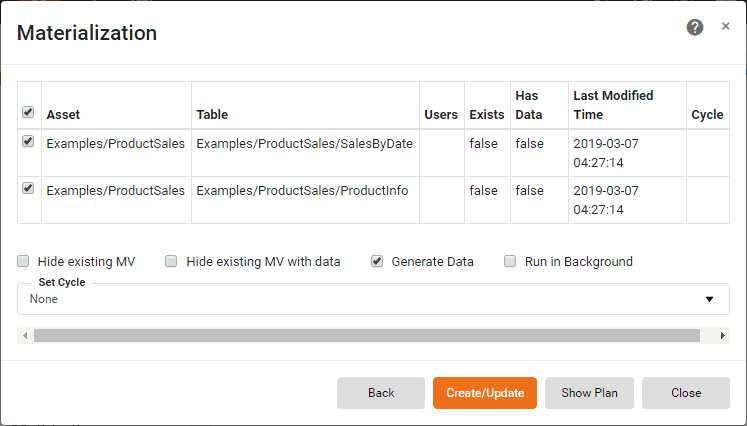 Materialization
Asset Table Users Exists Has Data Last Modified Time Cycle
Examples/ProductSales Examples/ProductSales/SalesByDate false false 2019-03-07 04:27:14
Examples/ProductSales Examples/ProductSales/ProductInfo false false 2019-03-07 04:27:14
Hide existing MV Hide existing MV with data Generate Data Run in Background
Set Cycle
None
Back Create/Update Show Plan Close